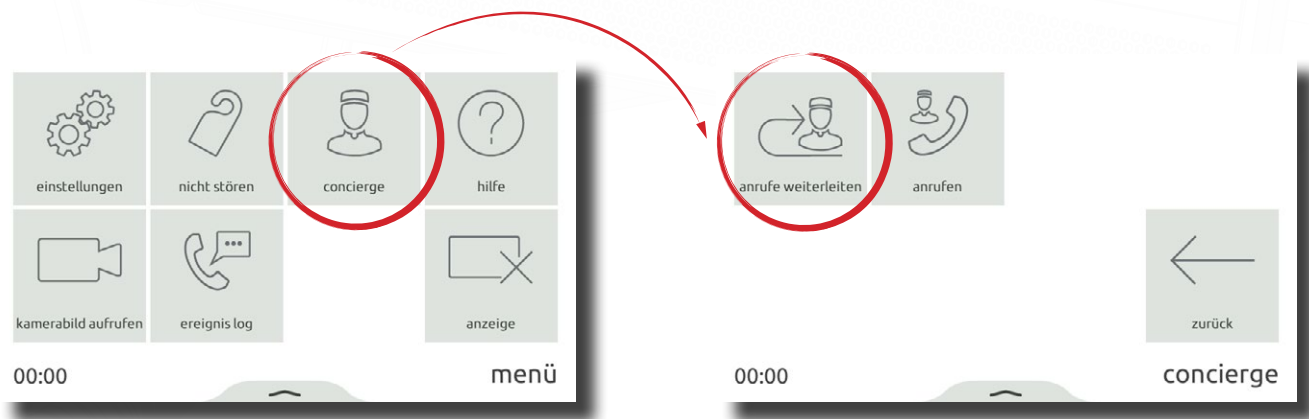 einstellungen
nicht stören
concierge
hilfe
kamerabild aufrufen
ereignis log
anzeige
00:00
menü
anrufe weiterleiten
anrufen
zurück
00:00
concierge